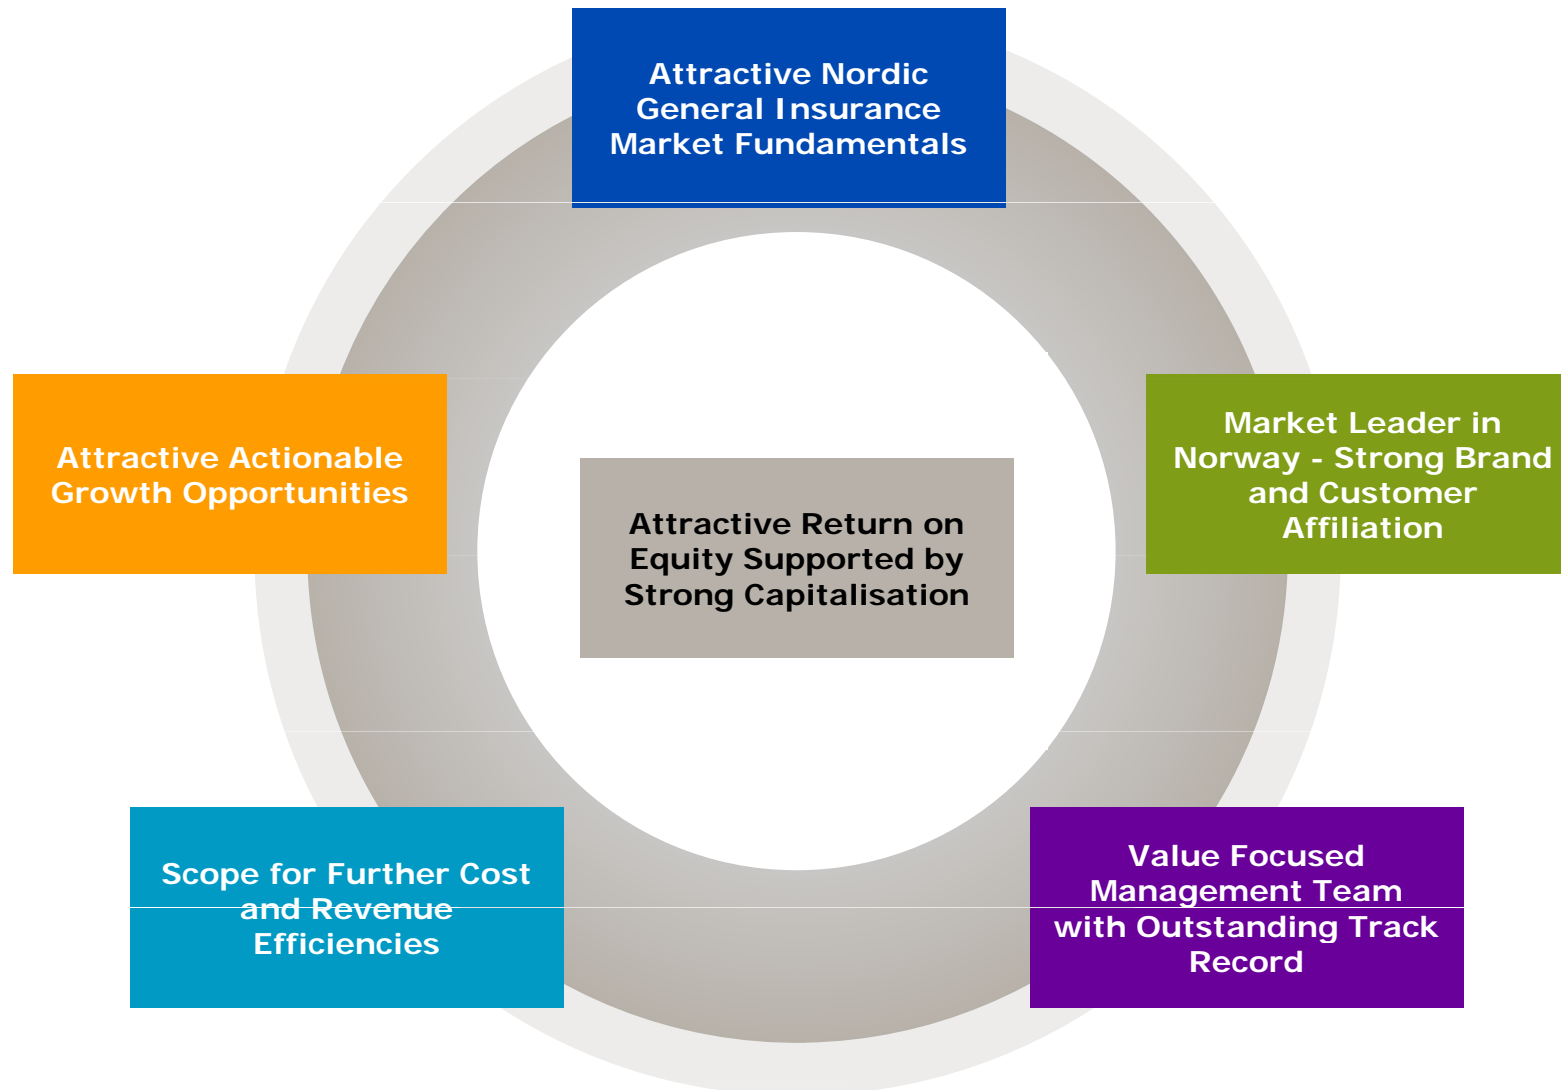 Attractive Nordic
General Insurance
Market Fundamentals
Attractive Actionable
Growth Opportunities
Market Leader in
Norway - Strong Brand
and Customer
Affiliation
Attractive Return on
Equity Supported by
Strong Capitalisation
Scope for Further Cost
and Revenue
Efficiencies
Value Focused
Management Team
with Outstanding Track
Record